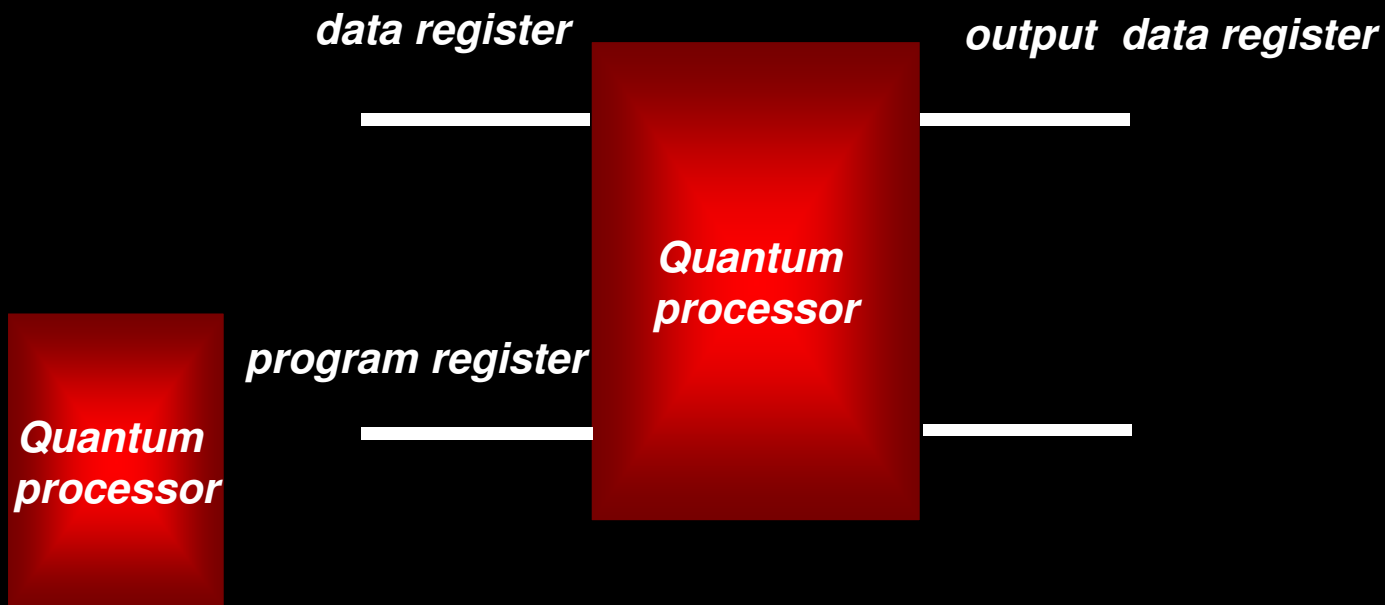 data register
output data register
Quantum
processor
program register
Quantum
processor